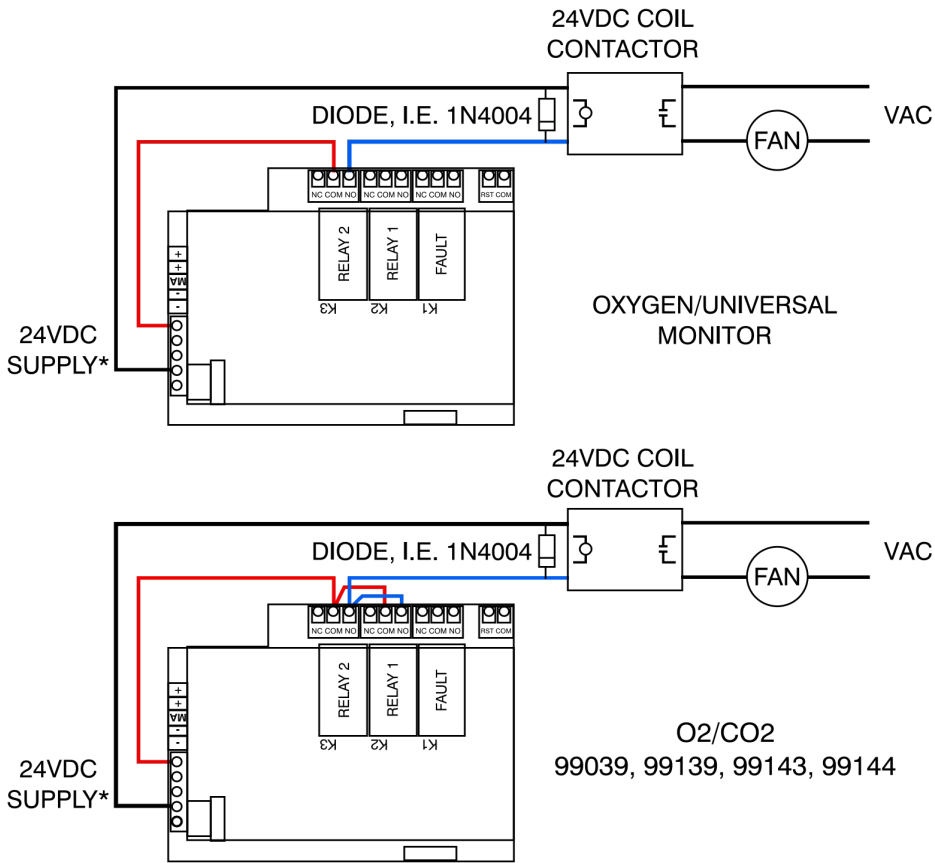 24VDC COIL
CONTACTOR
DIODE, I.E. 1N4004
VAC
FAN
NC COM NO NC COM NO NC COM NO RST COM
RELAY 2
RELAY 1
FAULT
K3
K2
K1
+
+
MA
-
-
24VDC
SUPPLY*
OXYGEN/UNIVERSAL
MONITOR
24VDC COIL
CONTACTOR
DIODE, I.E. 1N4004
VAC
FAN
NC COM NO NC COM NO NC COM NO RST COM
RELAY 2
RELAY 1
FAULT
K3
K2
K1
+
+
MA
-
-
24VDC
SUPPLY*
O2/CO2
99039, 99139, 99143, 99144